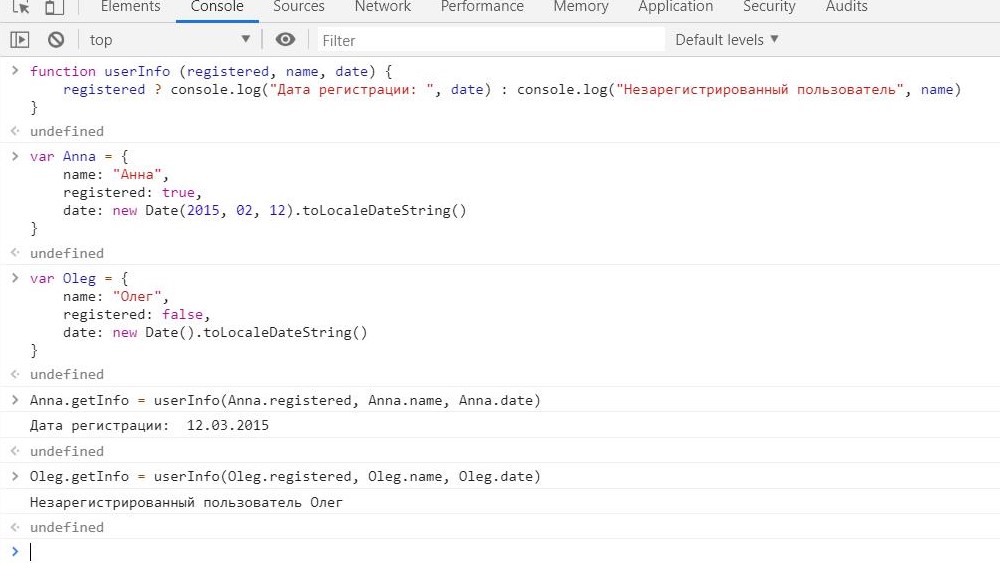 Elements Console Sources Network Performance Memory Application Security Audits
top Filter Default levels
function userInfo (registered, name, date) {
registered ? console.log("Дата регистрации: ", date) : console.log("Незарегистрированный пользователь", name)
}
undefined
var Anna = {
name: "Анна",
registered: true,
date: new Date(2015, 02, 12).toLocaleDateString()
}
undefined
var Oleg = {
name: "Олег",
registered: false,
date: new Date().toLocaleDateString()
}
undefined
Anna.getInfo = userInfo(Anna.registered, Anna.name, Anna.date)
Дата регистрации:  12.03.2015
undefined
Oleg.getInfo = userInfo(Oleg.registered, Oleg.name, Oleg.date)
Незарегистрированный пользователь Олег
undefined